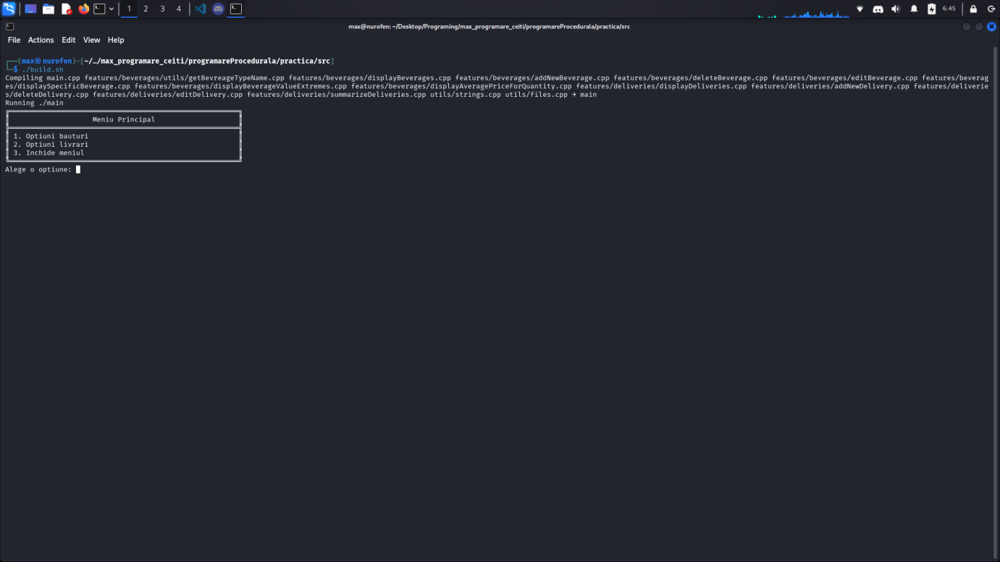 1 2 3 4 6:45
max@nurofen: ~/Desktop/Programing/max_programare_ceiti/programareProcedurala/practica/src
File Actions Edit View Help
┌──(max㉿nurofen)-[~/…/max_programare_ceiti/programareProcedurala/practica/src]
└─$ ./build.sh
Compiling main.cpp features/beverages/utils/getBevreageTypeName.cpp features/beverages/displayBeverages.cpp features/beverages/addNewBeverage.cpp features/beverages/deleteBeverage.cpp features/beverages/editBeverage.cpp features/beverag
es/displaySpecificBeverage.cpp features/beverages/displayBeverageValueExtremes.cpp features/beverages/displayAveragePriceForQuantity.cpp features/deliveries/displayDeliveries.cpp features/deliveries/addNewDelivery.cpp features/deliverie
s/deleteDelivery.cpp features/deliveries/editDelivery.cpp features/deliveries/summarizeDeliveries.cpp utils/strings.cpp utils/files.cpp → main
Running ./main
Meniu Principal
1. Optiuni bauturi
2. Optiuni livrari
3. Inchide meniul
Alege o optiune: